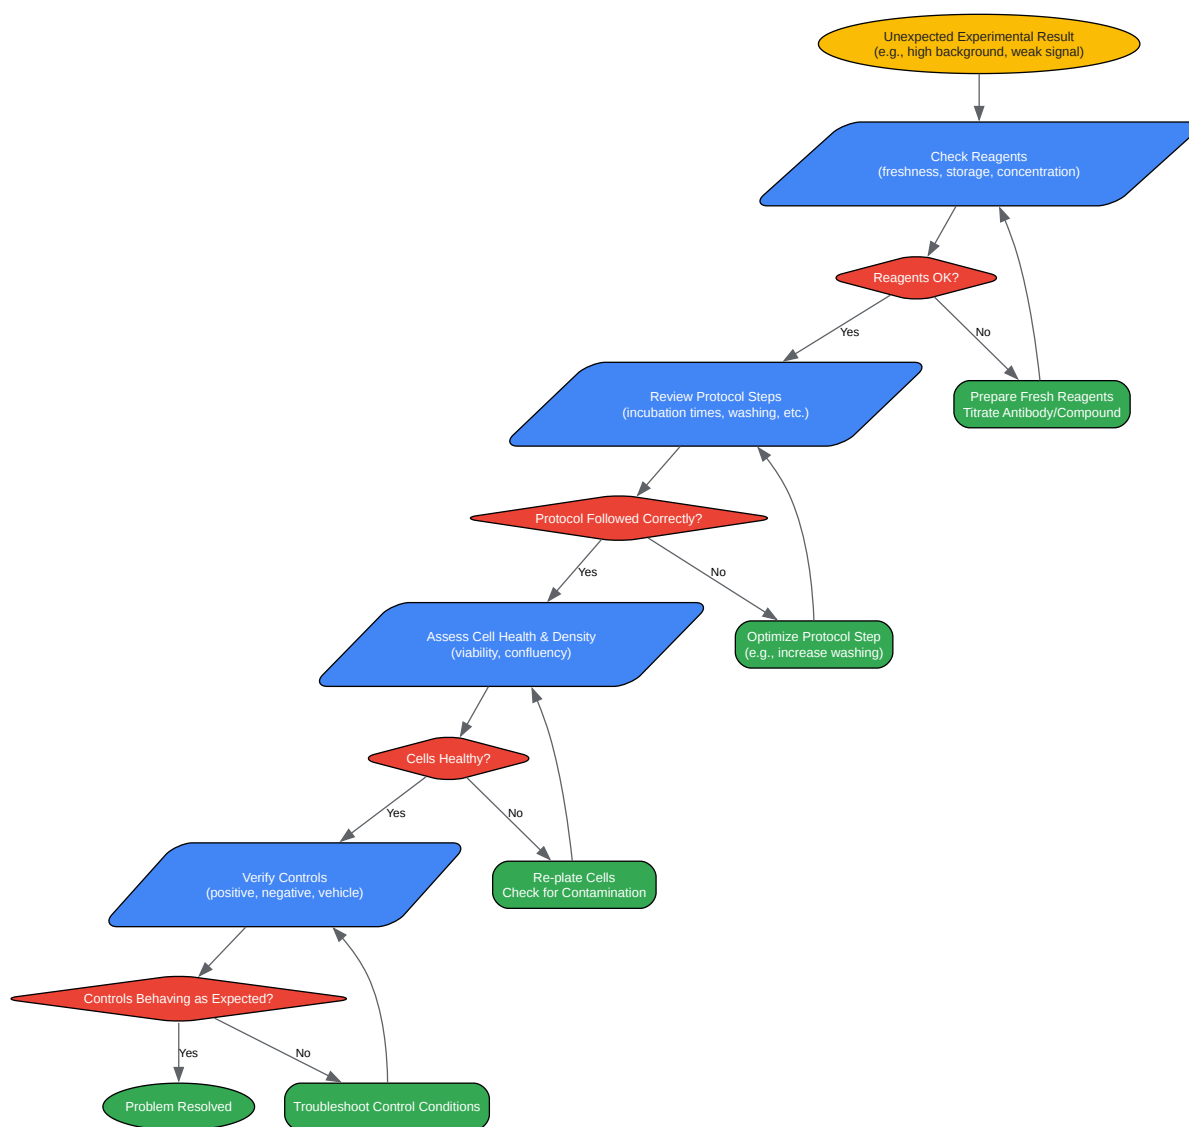 Unexpected Experimental Result
(e.g., high background, weak signal)
Check Reagents
(freshness, storage, concentration)
Reagents OK?
Yes
No
Review Protocol Steps
(incubation times, washing, etc.)
Prepare Fresh Reagents
Titrate Antibody/Compound
Protocol Followed Correctly?
Yes
No
Assess Cell Health & Density
(viability, confluency)
Optimize Protocol Step
(e.g., increase washing)
Cells Healthy?
Yes
No
Verify Controls
(positive, negative, vehicle)
Re-plate Cells
Check for Contamination
Controls Behaving as Expected?
Yes
No
Problem Resolved
Troubleshoot Control Conditions